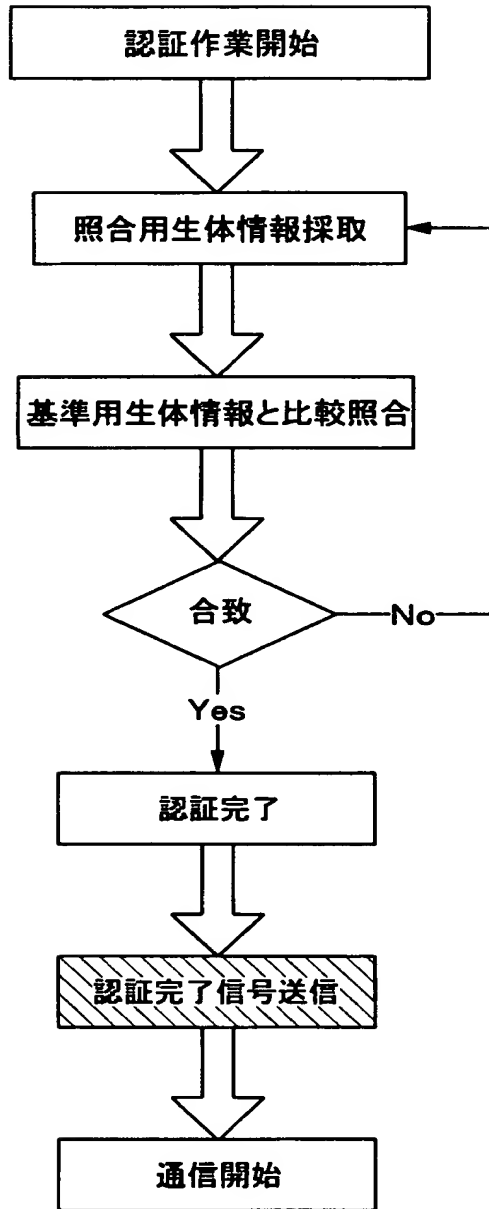 認証作業開始
照合用生体情報採取
基準用生体情報と比較照合
合致
No
Yes
認証完了
認証完了信号送信
通信開始